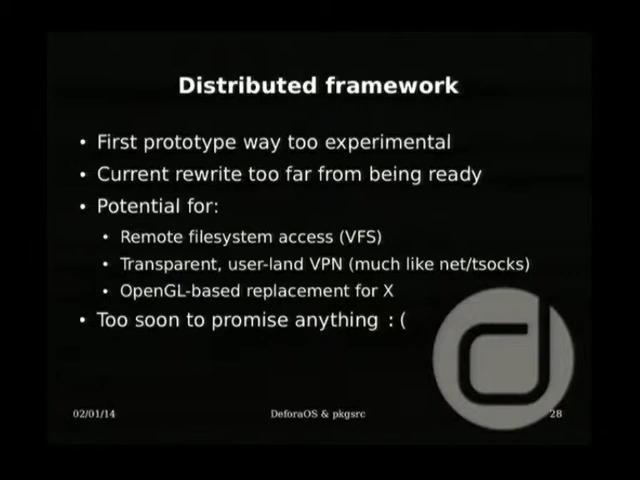 Distributed framework
• First prototype way too experimental
• Current rewrite too far from being ready
• Potential for:
• Remote filesystem access (VFS)
• Transparent, user-land VPN (much like net/tsocks)
• OpenGL-based replacement for X
• Too soon to promise anything :(
02/01/14
DeforaOS & pkgsrc
28